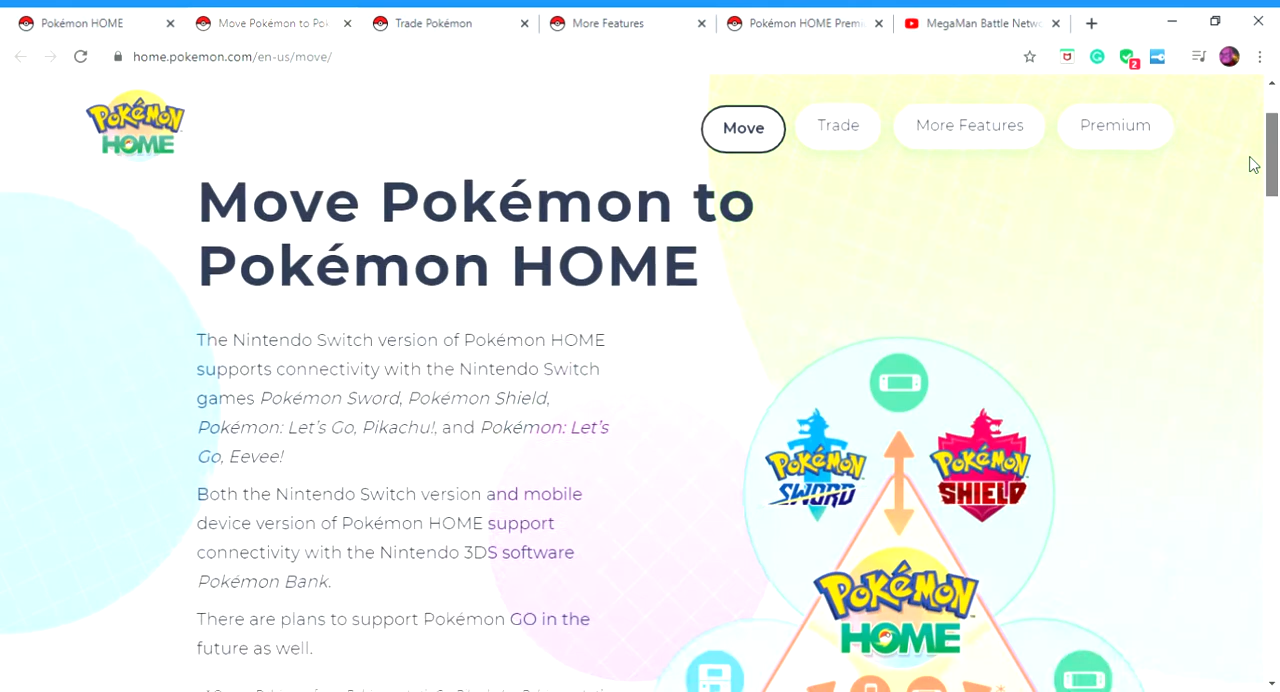 Pokémon HOME
Move Pokémon to Pok
Trade Pokémon
More Features
Pokémon HOME Premi
MegaMan Battle Netwo
home.pokemon.com/en-us/move/
2
POKÉMON
HOME
Move
Trade
More Features
Premium
Move Pokémon to
Pokémon HOME
The Nintendo Switch version of Pokémon HOME
supports connectivity with the Nintendo Switch
games Pokémon Sword, Pokémon Shield,
Pokémon: Let's Go, Pikachu!, and Pokémon: Let's
Go, Eevee!
Both the Nintendo Switch version and mobile
device version of Pokémon HOME support
connectivity with the Nintendo 3DS software
Pokémon Bank.
There are plans to support Pokémon GO in the
future as well.
POKÉMON
SWORD
POKÉMON
SHIELD
POKÉMON
HOME